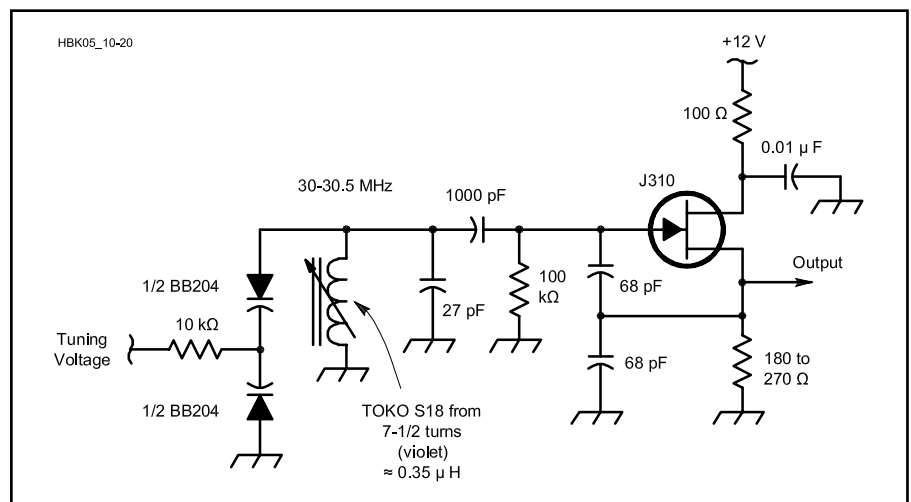 HBK05_10-20
+12 V
100 Ω
0.01 µ F
J310
30-30.5 MHz
1000 pF
1/2 BB204
10 kΩ
Tuning
Voltage
1/2 BB204
27 pF
100
kΩ
68 pF
Output
68 pF
180 to
270 Ω
TOKO S18 from
7-1/2 turns
(violet)
≈ 0.35 µ H